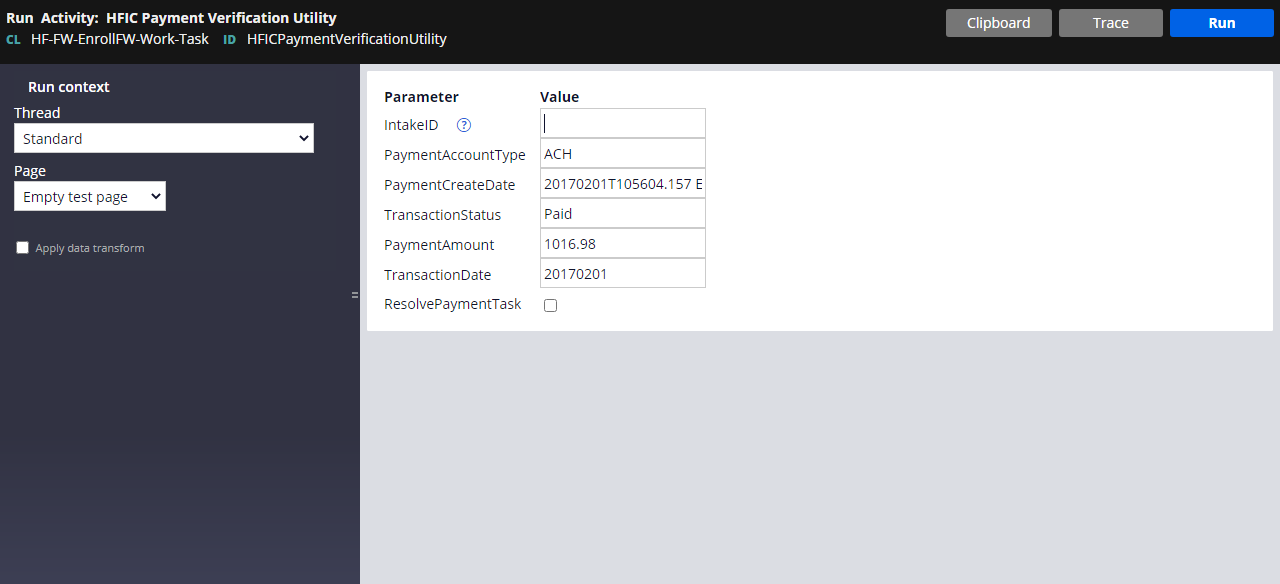 Run Activity: HFIC Payment Verification Utility
CL HF-FW-EnrollFW-Work-Task ID HFICPaymentVerificationUtility
Clipboard
Trace
Run
Run context
Thread
Standard
Page
Empty test page
Apply data transform
Parameter Value
IntakeID ?
PaymentAccountType ACH
PaymentCreateDate 20170201T105604.157 E
TransactionStatus Paid
PaymentAmount 1016.98
TransactionDate 20170201
ResolvePaymentTask